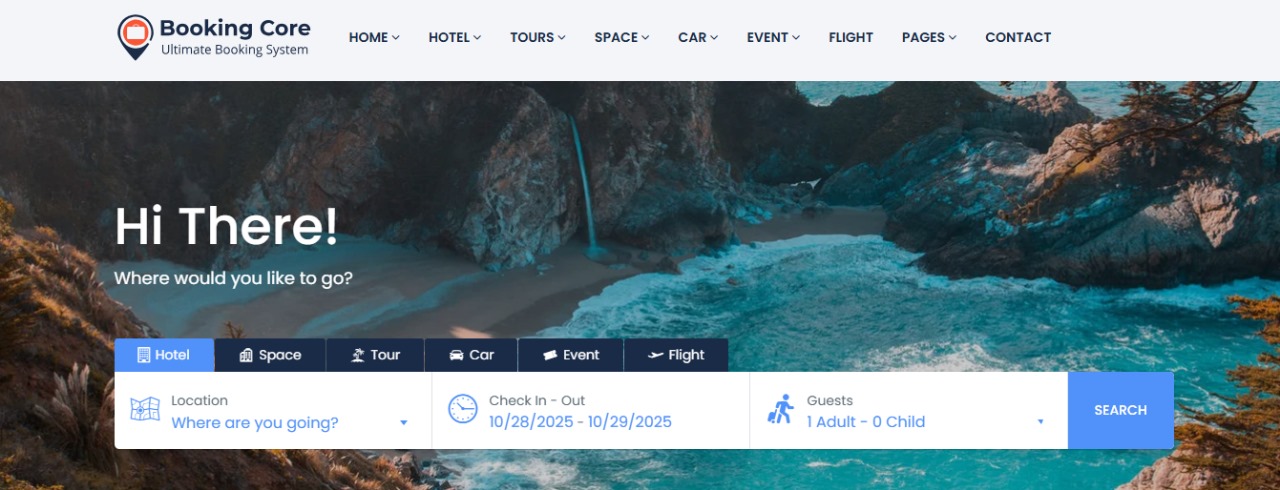 Booking Core
Ultimate Booking System
HOME HOTEL TOURS SPACE CAR EVENT FLIGHT PAGES CONTACT
Hi There!
Where would you like to go?
Hotel Space Tour Car Event Flight
Location Check In - Out Guests
Where are you going? 10/28/2025 - 10/29/2025 1 Adult - 0 Child
SEARCH